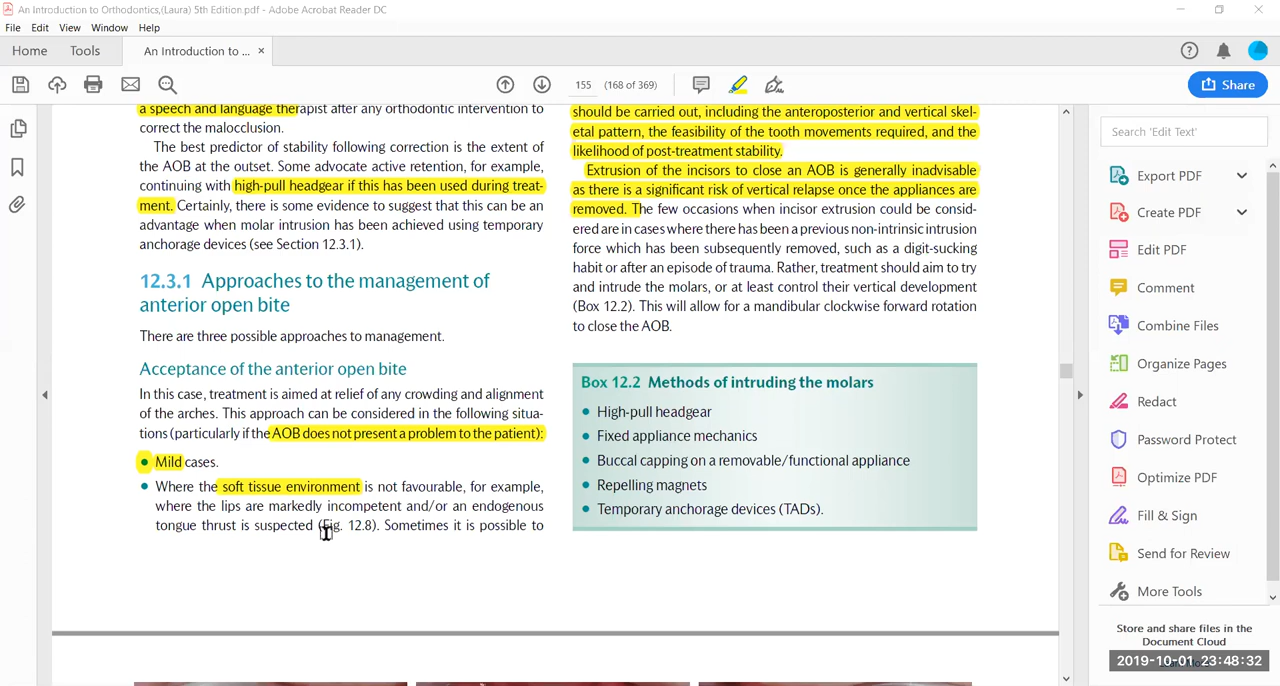 An Introduction to Orthodontics,(Laura) 5th Edition.pdf - Adobe Acrobat Reader DC
File Edit View Window Help
Home Tools An Introduction to ... ×
155 (168 of 369)
Share
a speech and language therapist after any orthodontic intervention to
correct the malocclusion.
The best predictor of stability following correction is the extent of
the AOB at the outset. Some advocate active retention, for example,
continuing with high-pull headgear if this has been used during treat-
ment. Certainly, there is some evidence to suggest that this can be an
advantage when molar intrusion has been achieved using temporary
anchorage devices (see Section 12.3.1).
12.3.1 Approaches to the management of
anterior open bite
There are three possible approaches to management.
Acceptance of the anterior open bite
In this case, treatment is aimed at relief of any crowding and alignment
of the arches. This approach can be considered in the following situa-
tions (particularly if the AOB does not present a problem to the patient):
• Mild cases.
• Where the soft tissue environment is not favourable, for example,
where the lips are markedly incompetent and/or an endogenous
tongue thrust is suspected (Fig. 12.8). Sometimes it is possible to
should be carried out, including the anteroposterior and vertical skel-
etal pattern, the feasibility of the tooth movements required, and the
likelihood of post-treatment stability.
Extrusion of the incisors to close an AOB is generally inadvisable
as there is a significant risk of vertical relapse once the appliances are
removed. The few occasions when incisor extrusion could be consid-
ered are in cases where there has been a previous non-intrinsic intrusion
force which has been subsequently removed, such as a digit-sucking
habit or after an episode of trauma. Rather, treatment should aim to try
and intrude the molars, or at least control their vertical development
(Box 12.2). This will allow for a mandibular clockwise forward rotation
to close the AOB.
Box 12.2 Methods of intruding the molars
• High-pull headgear
• Fixed appliance mechanics
• Buccal capping on a removable/functional appliance
• Repelling magnets
• Temporary anchorage devices (TADs).
Search 'Edit Text'
Export PDF
Create PDF
Edit PDF
Comment
Combine Files
Organize Pages
Redact
Password Protect
Optimize PDF
Fill & Sign
Send for Review
More Tools
Store and share files in the
Document Cloud
2019-10-01 23:48:32